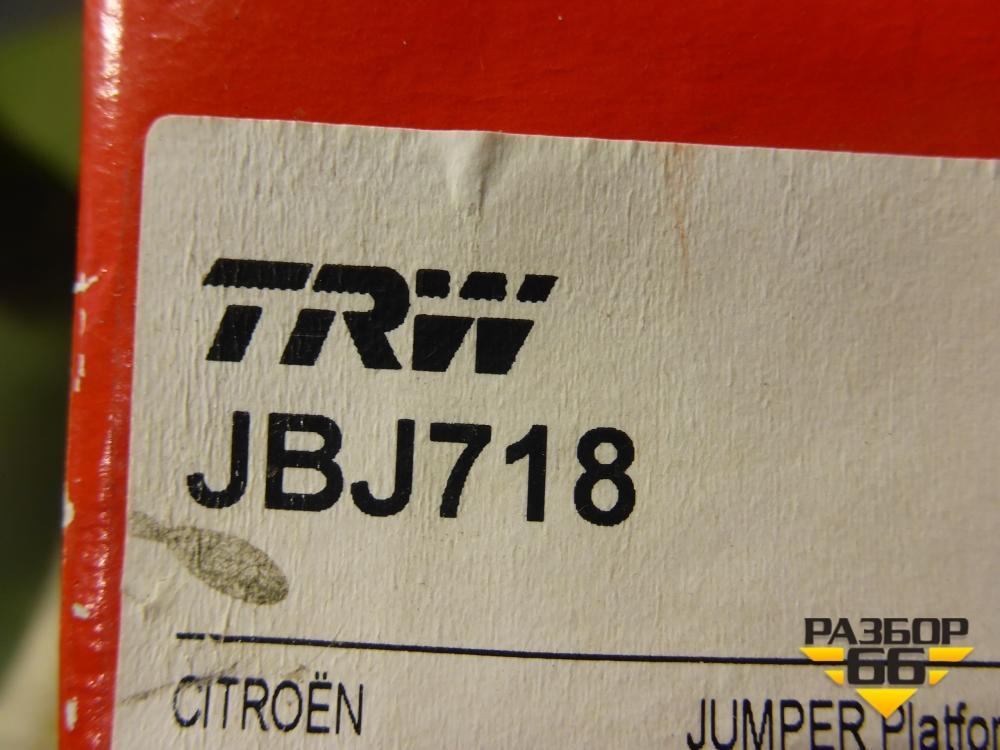 TRW
JBJ718
CITROËN
JUMPER Platfor
РАЗБОР
66